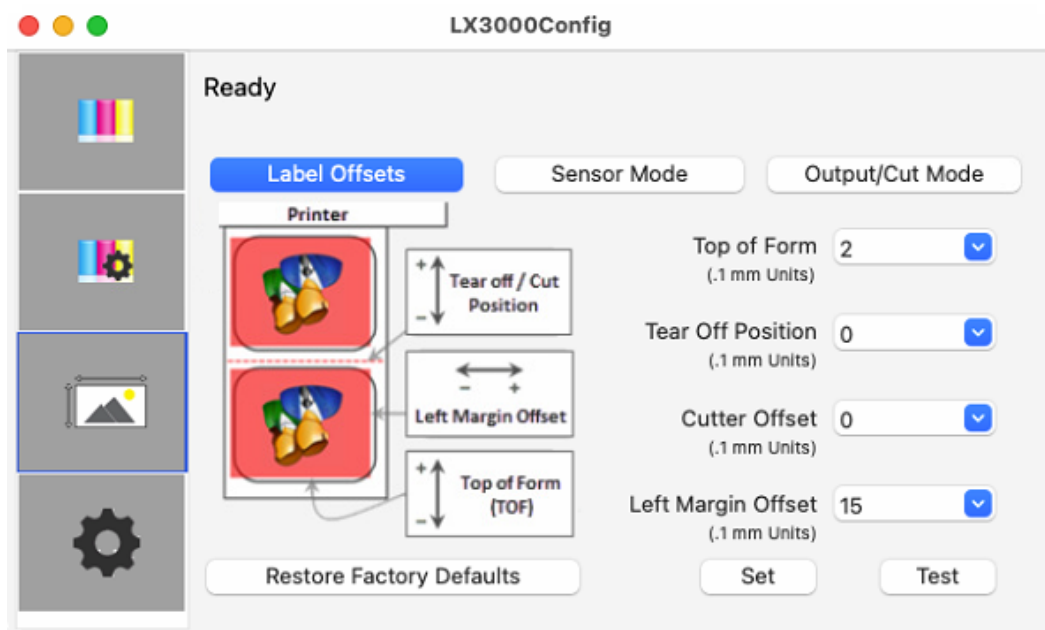 LX3000Config
Ready
Label Offsets
Sensor Mode
Output/Cut Mode
Printer
+
Tear off / Cut
Position
−
− +
Left Margin Offset
+
Top of Form
(TOF)
−
Top of Form 2
(.1 mm Units)
Tear Off Position 0
(.1 mm Units)
Cutter Offset 0
(.1 mm Units)
Left Margin Offset 15
(.1 mm Units)
Restore Factory Defaults
Set
Test